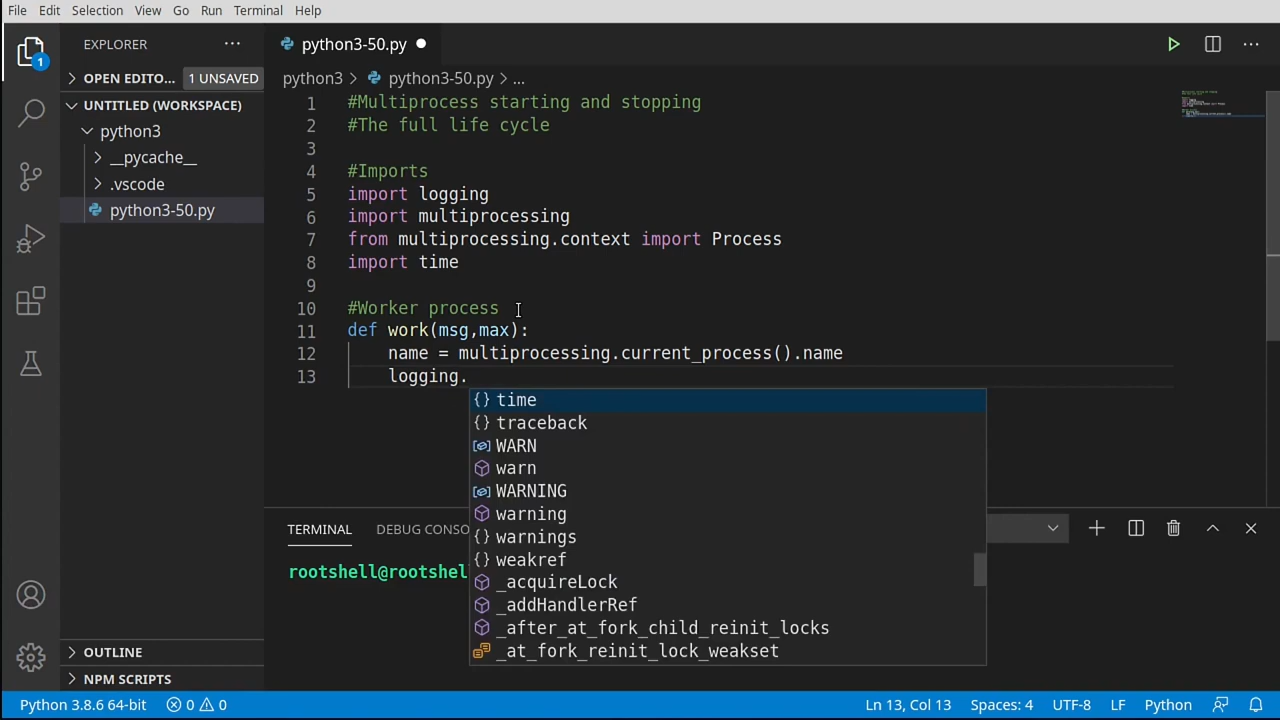 File Edit Selection View Go Run Terminal Help
EXPLORER
python3-50.py
OPEN EDITO... 1 UNSAVED
python3 > python3-50.py > ...
UNTITLED (WORKSPACE)
python3
__pycache__
.vscode
python3-50.py
1
1 #Multiprocess starting and stopping
2 #The full life cycle
3
4 #Imports
5 import logging
6 import multiprocessing
7 from multiprocessing.context import Process
8 import time
9
10 #Worker process
11 def work(msg,max):
12 name = multiprocessing.current_process().name
13 logging.
time
traceback
WARN
warn
WARNING
warning
warnings
weakref
_acquireLock
_addHandlerRef
_after_at_fork_child_reinit_locks
_at_fork_reinit_lock_weakset
TERMINAL DEBUG CONSO
rootshell@rootshel
OUTLINE
NPM SCRIPTS
Python 3.8.6 64-bit 0 0 Ln 13, Col 13 Spaces: 4 UTF-8 LF Python